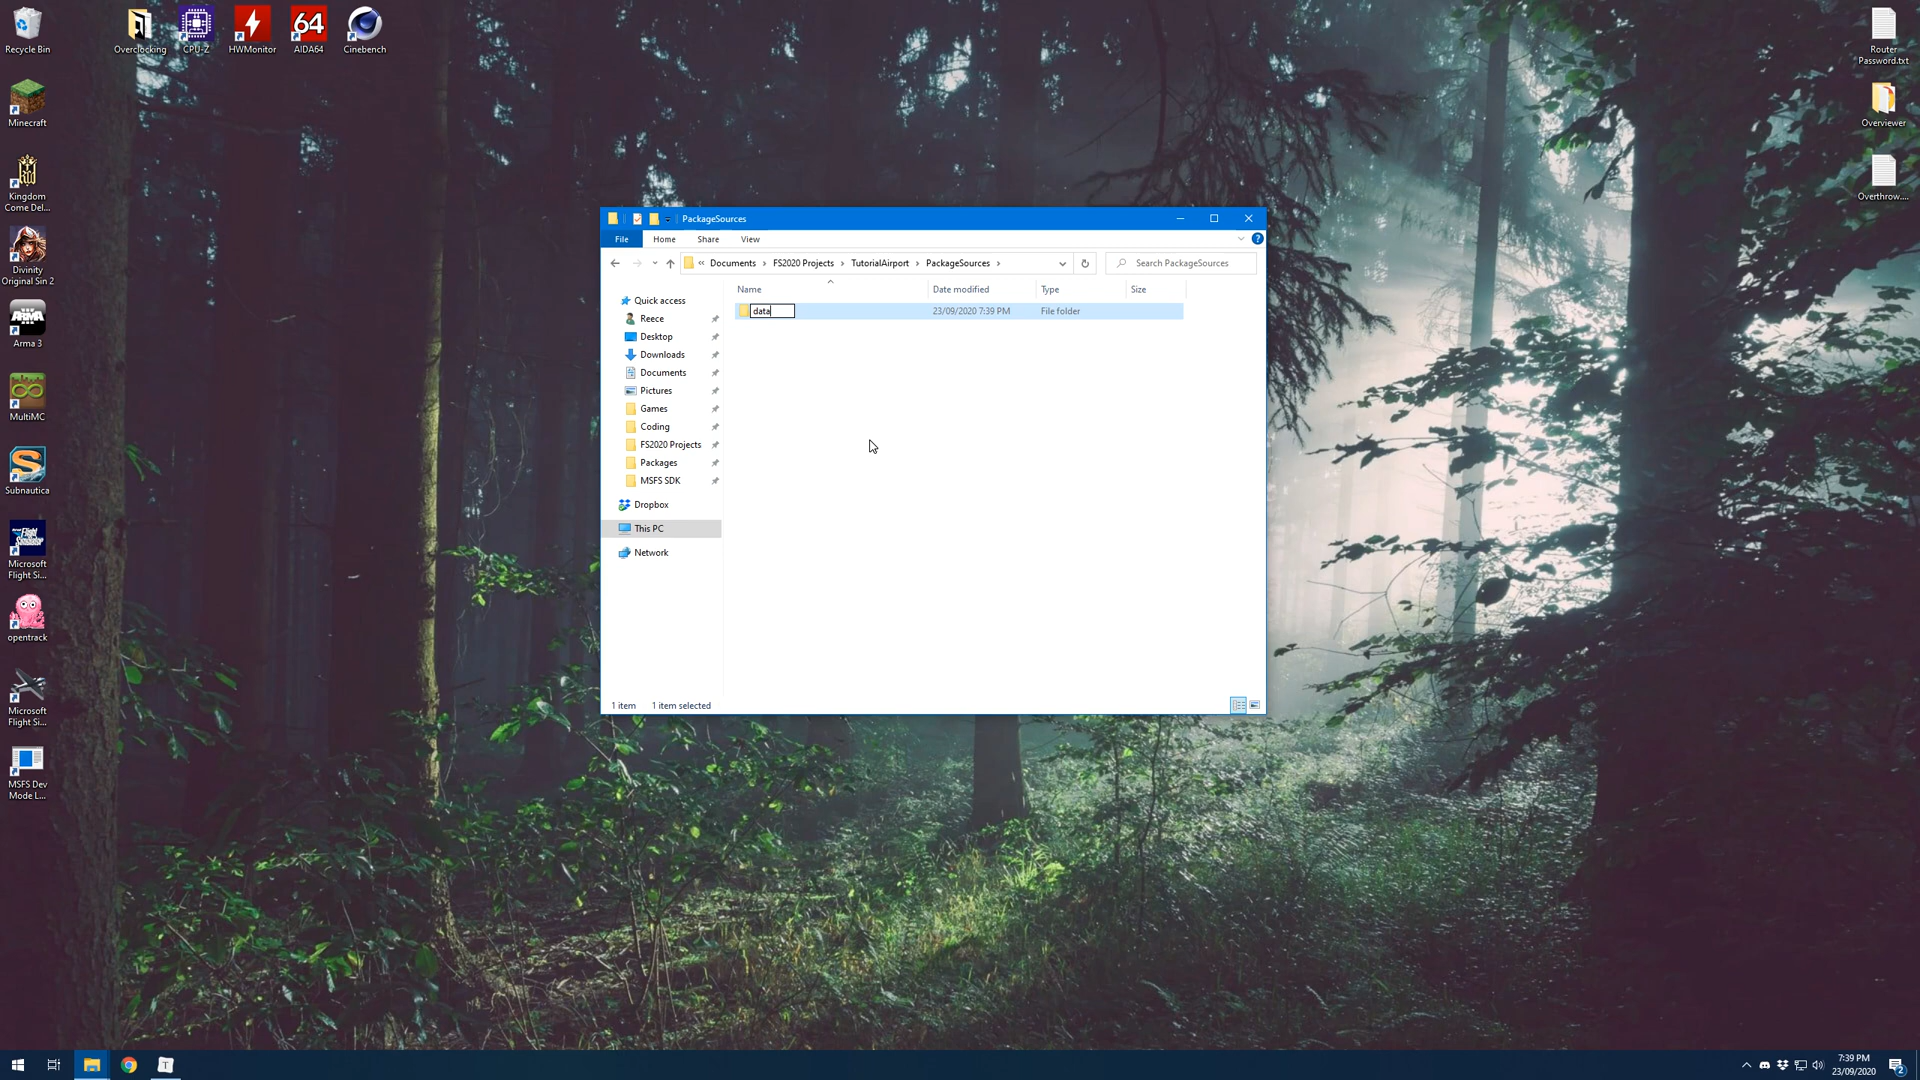 Recycle Bin
Overclocking
CPU-Z
HWMonitor
64
AIDA64
Cinebench
Router
Password.txt
Minecraft
Overviewer
Kingdom
Come Del...
Overthrow....
Divinity
Original Sin 2
ARMA
Arma 3
MultiMC
Subnautica
Microsoft
Flight Si...
opentrack
Microsoft
Flight Si...
MSFS Dev
Mode L...
PackageSources
File
Home
Share
View
« Documents › FS2020 Projects › TutorialAirport › PackageSources ›
Search PackageSources
Name
Date modified
Type
Size
data
23/09/2020 7:39 PM
File folder
Quick access
Reece
Desktop
Downloads
Documents
Pictures
Games
Coding
FS2020 Projects
Packages
MSFS SDK
Dropbox
This PC
Network
1 item
1 item selected
T
7:39 PM
23/09/2020
2